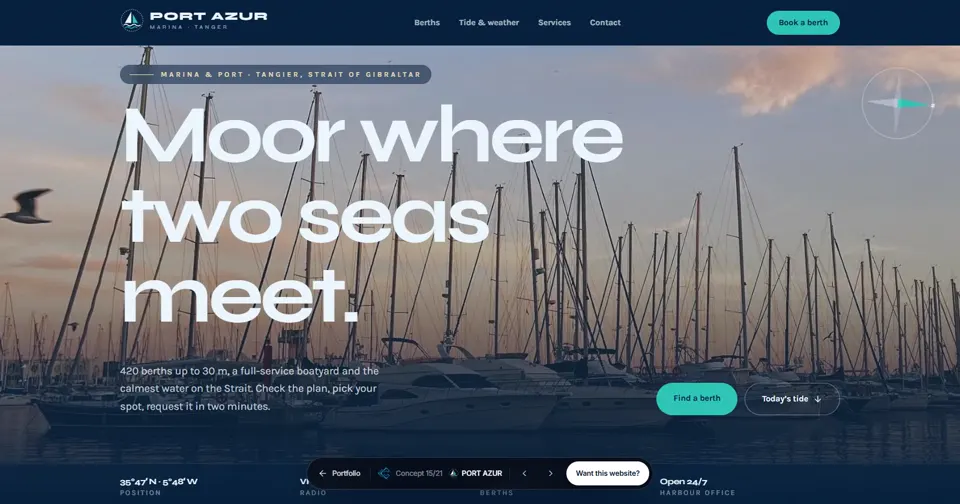 PORT AZUR
MARINA · TANGER
Berths
Tide & weather
Services
Contact
Book a berth
MARINA & PORT · TANGIER, STRAIT OF GIBRALTAR
Moor where
two seas
meet.
420 berths up to 30 m, a full-service boatyard and the
calmest water on the Strait. Check the plan, pick your
spot, request it in two minutes.
Find a berth
Today's tide ↓
35°47′ N · 5°48′ W
POSITION
RADIO
BERTHS
Open 24/7
HARBOUR OFFICE
← Portfolio
Concept 15/21
PORT AZUR
Want this website?